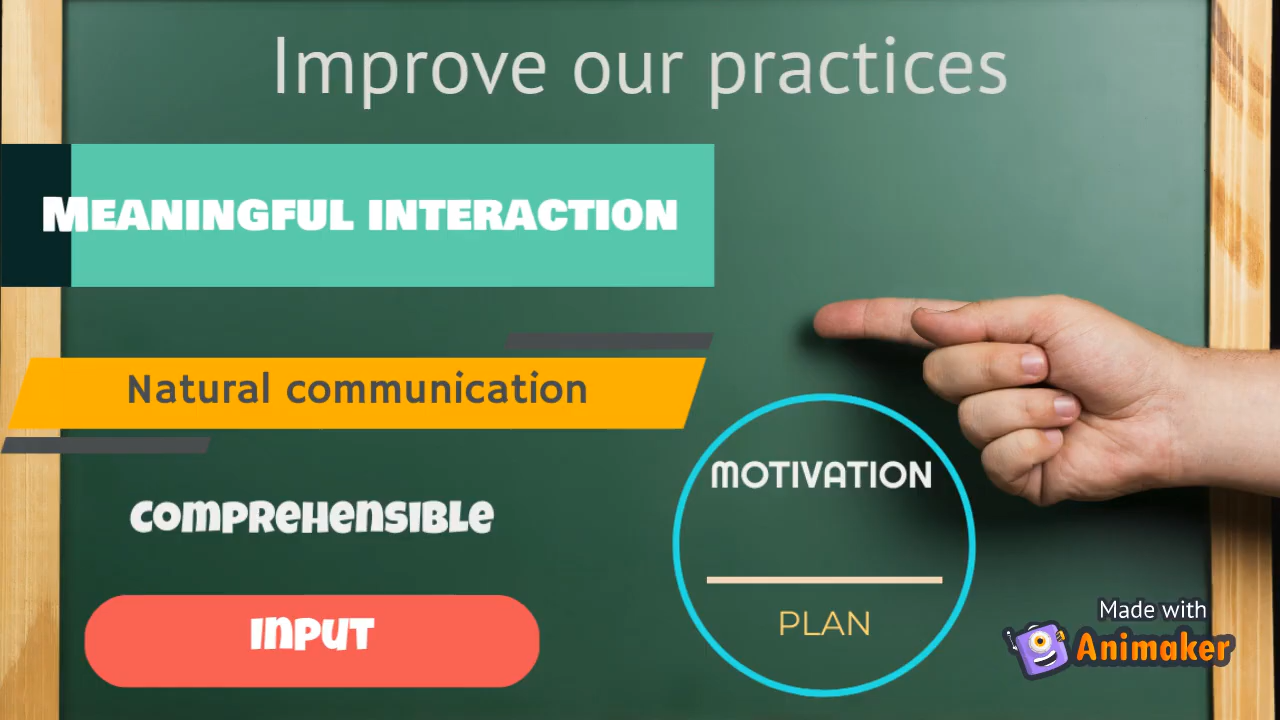 Improve our practices
Meaningful interaction
Natural communication
comprehensible
input
MOTIVATION
PLAN
Made with
Animaker